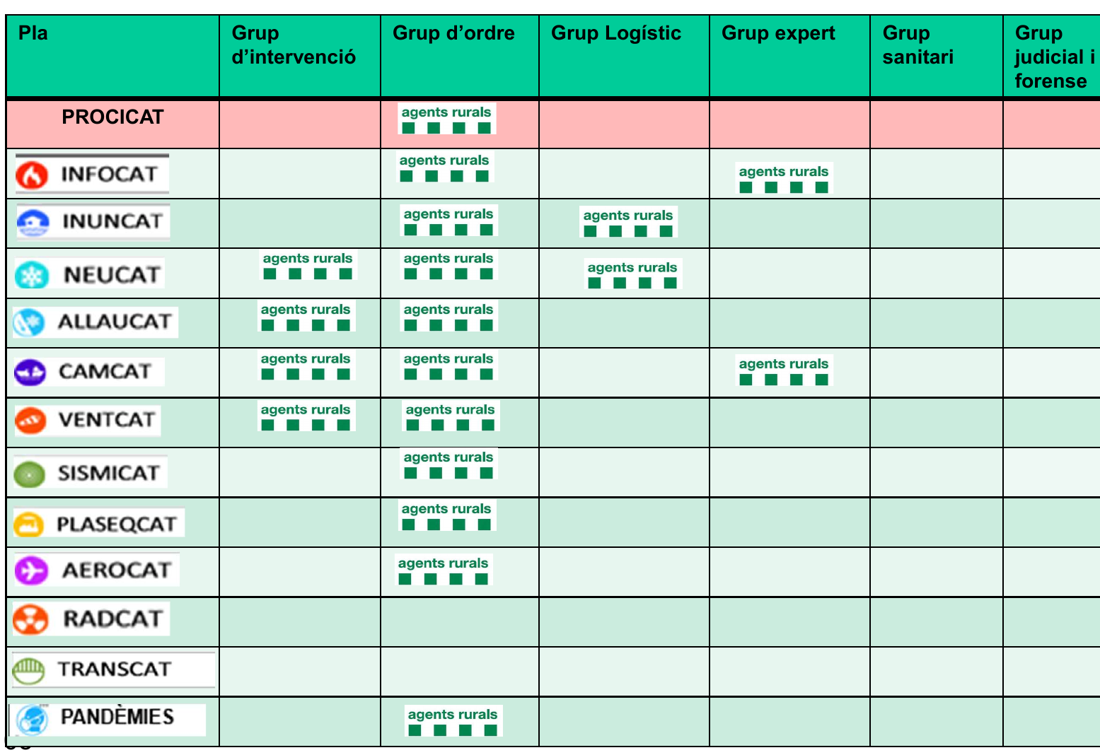 Pla
Grup
d’intervenció
Grup d’ordre
Grup Logístic
Grup expert
Grup
sanitari
Grup
judicial i
forense
PROCICAT
agents rurals
INFOCAT
agents rurals
agents rurals
INUNCAT
agents rurals
agents rurals
NEUCAT
agents rurals
agents rurals
agents rurals
ALLAUCAT
agents rurals
agents rurals
CAMCAT
agents rurals
agents rurals
agents rurals
VENTCAT
agents rurals
agents rurals
SISMICAT
agents rurals
PLASEQCAT
agents rurals
AEROCAT
agents rurals
RADCAT
TRANSCAT
PANDÈMIES
agents rurals